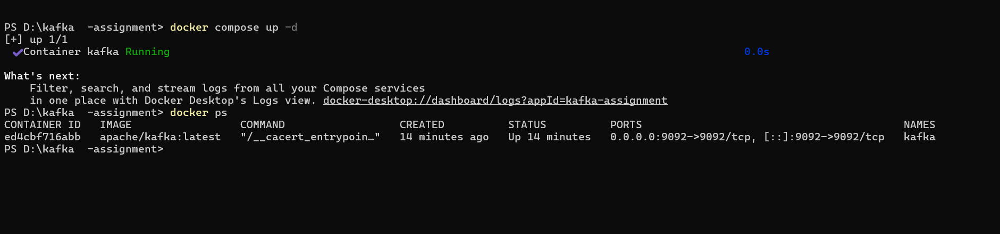 PS D:\kafka  -assignment> docker compose up -d
[+] up 1/1
✔Container kafka Running 0.0s
What's next:
Filter, search, and stream logs from all your Compose services
in one place with Docker Desktop's Logs view. docker-desktop://dashboard/logs?appId=kafka-assignment
PS D:\kafka  -assignment> docker ps
CONTAINER ID   IMAGE                 COMMAND                  CREATED          STATUS          PORTS                                         NAMES
ed4cbf716abb   apache/kafka:latest   "/__cacert_entrypoin…"   14 minutes ago   Up 14 minutes   0.0.0.0:9092->9092/tcp, [::]:9092->9092/tcp   kafka
PS D:\kafka  -assignment>